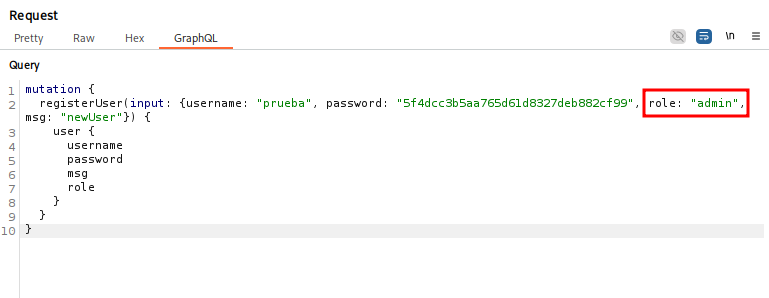 Request
Pretty Raw Hex GraphQL \n
Query
1 mutation {
2 registerUser(input: {username: "prueba", password: "5f4dcc3b5aa765d61d8327deb882cf99", role: "admin",
msg: "newUser"}) {
3 user {
4 username
5 password
6 msg
7 role
8 }
9 }
10 }